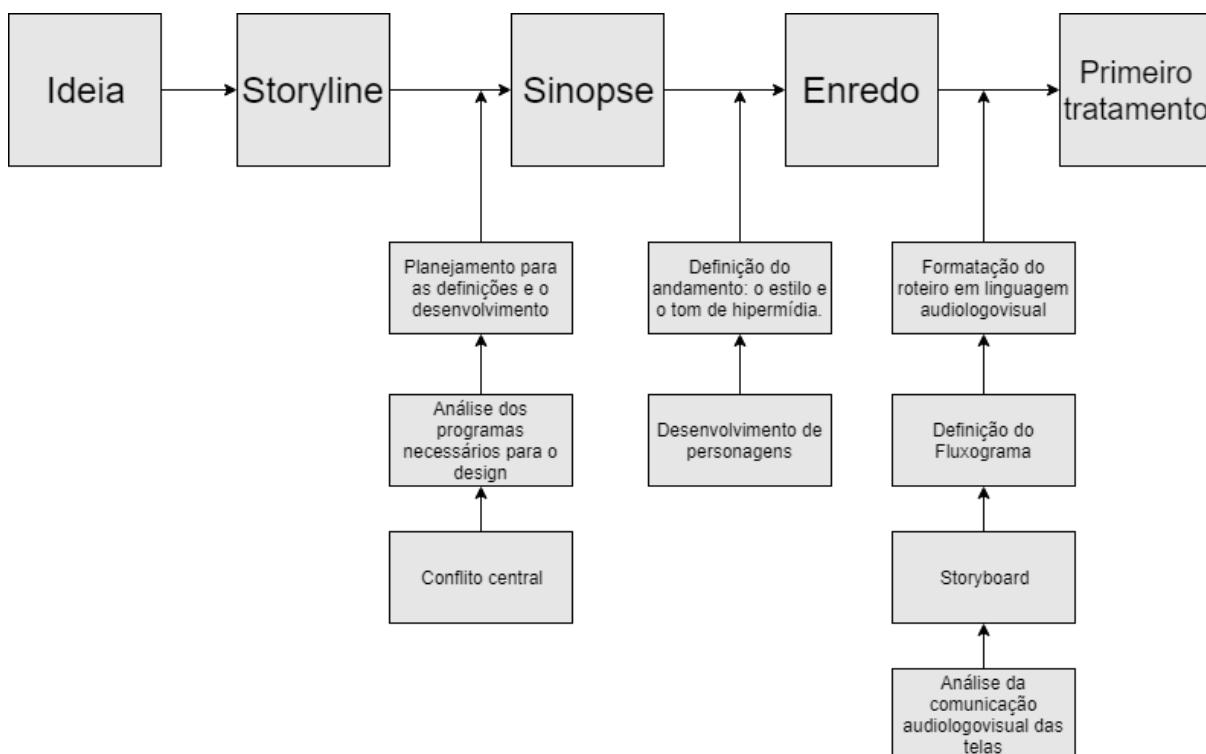 Ideia
Storyline
Sinopse
Enredo
Primeiro
tratamento
Planejamento para
as definições e o
desenvolvimento
Definição do
andamento: o estilo e
o tom de hipermídia.
Formatação do
roteiro em linguagem
audiologovisual
Análise dos
programas
necessários para o
design
Desenvolvimento de
personagens
Definição do
Fluxograma
Conflito central
Storyboard
Análise da
comunicação
audiologovisual das
telas